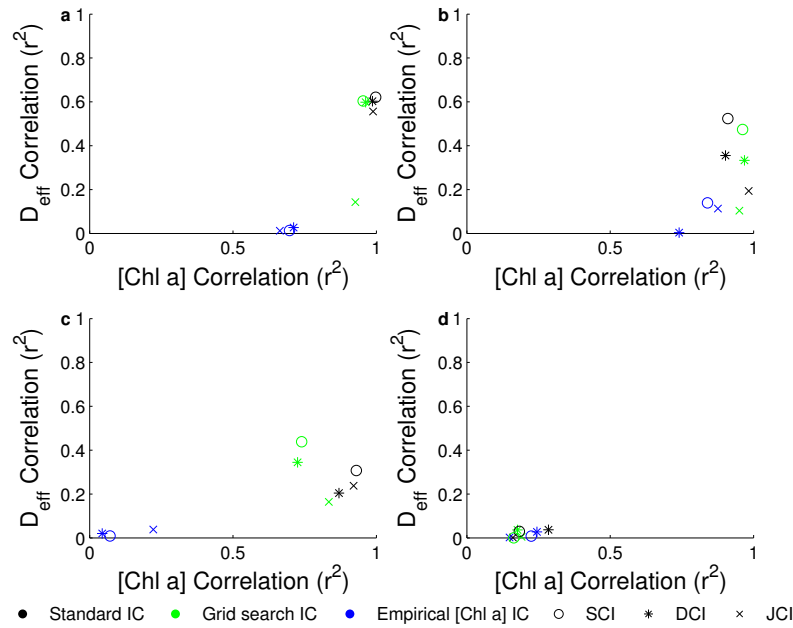 a
b
1
1
0.8
0.8
0.6
0.6
0.4
0.4
0.2
0.2
0
0
0
0.5
1
0
0.5
1
D_eff Correlation (r²)
D_eff Correlation (r²)
[Chl a] Correlation (r²)
[Chl a] Correlation (r²)
c
d
1
1
0.8
0.8
0.6
0.6
0.4
0.4
0.2
0.2
0
0
0
0.5
1
0
0.5
1
D_eff Correlation (r²)
D_eff Correlation (r²)
[Chl a] Correlation (r²)
[Chl a] Correlation (r²)
Standard IC Grid search IC Empirical [Chl a] IC SCI DCI JCI